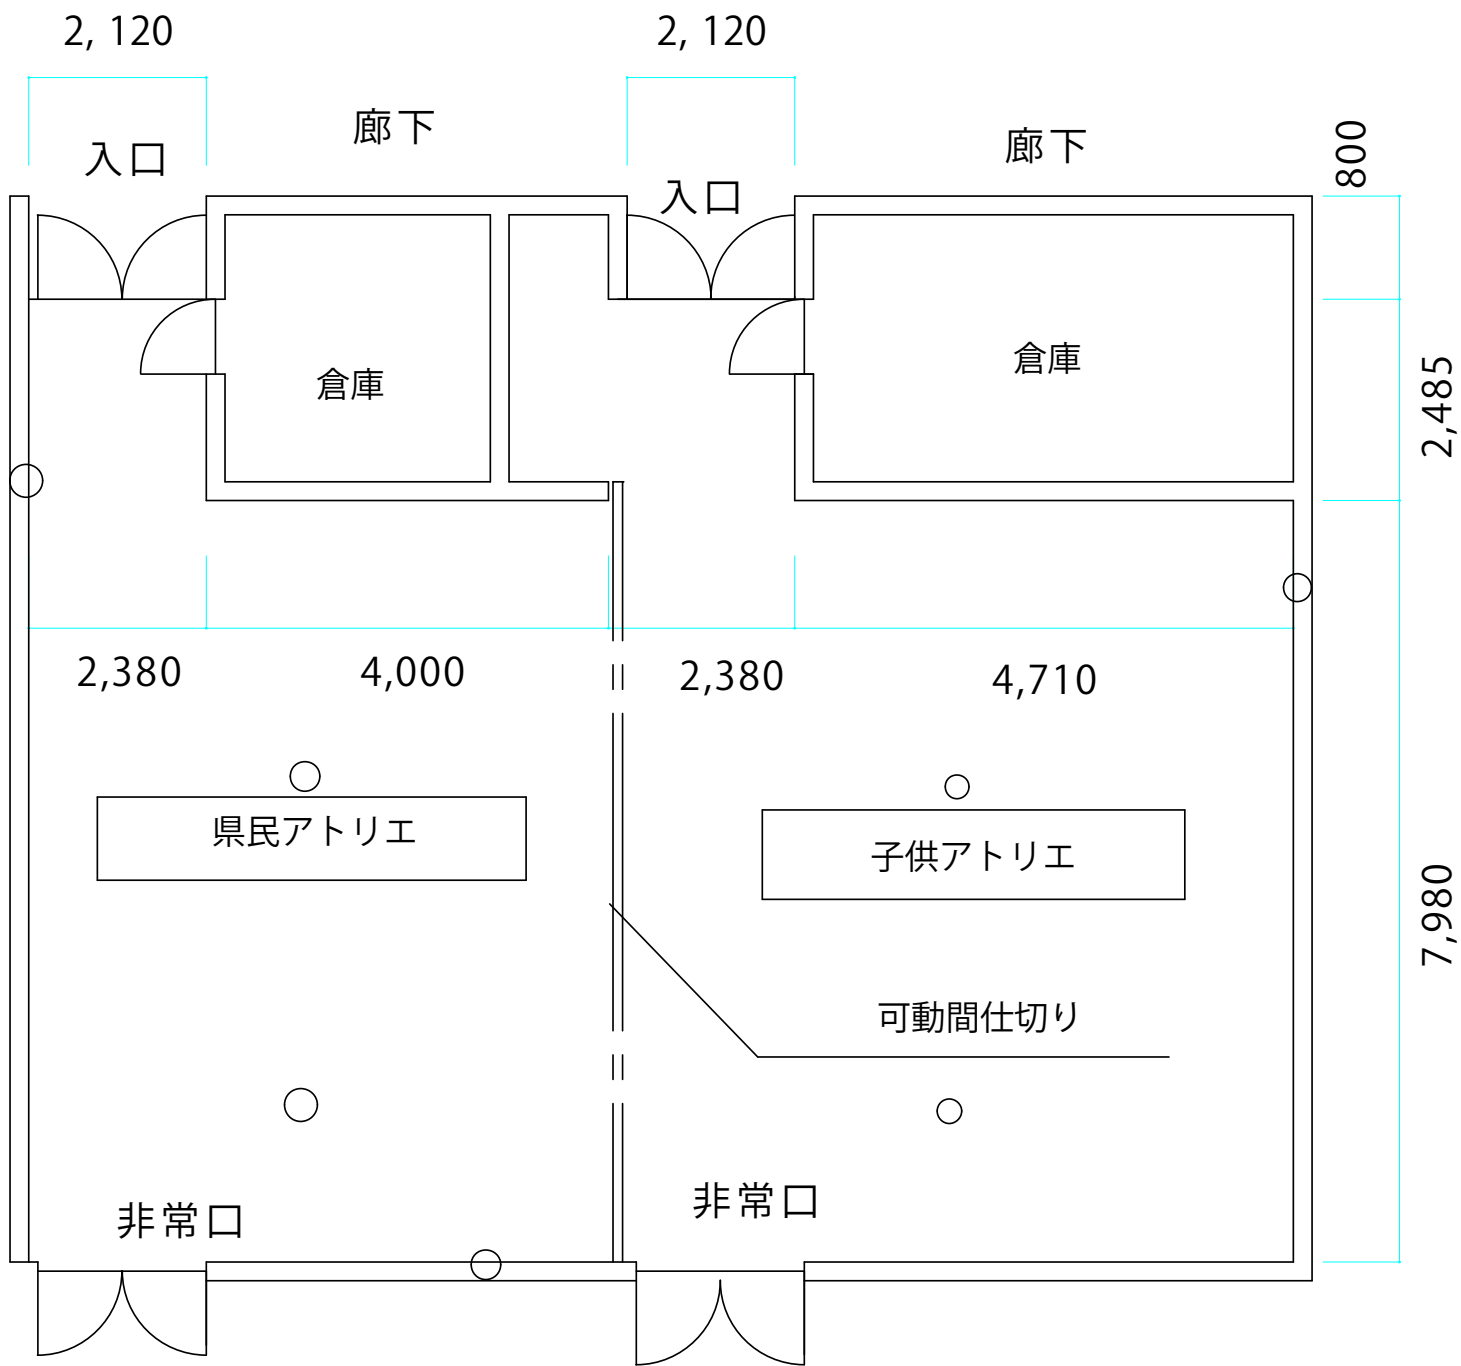 2, 120
2, 120
廊下
廊下
入口
入口
800
倉庫
倉庫
2,485
2,380
4,000
2,380
4,710
県民アトリエ
子供アトリエ
7,980
可動間仕切り
非常口
非常口